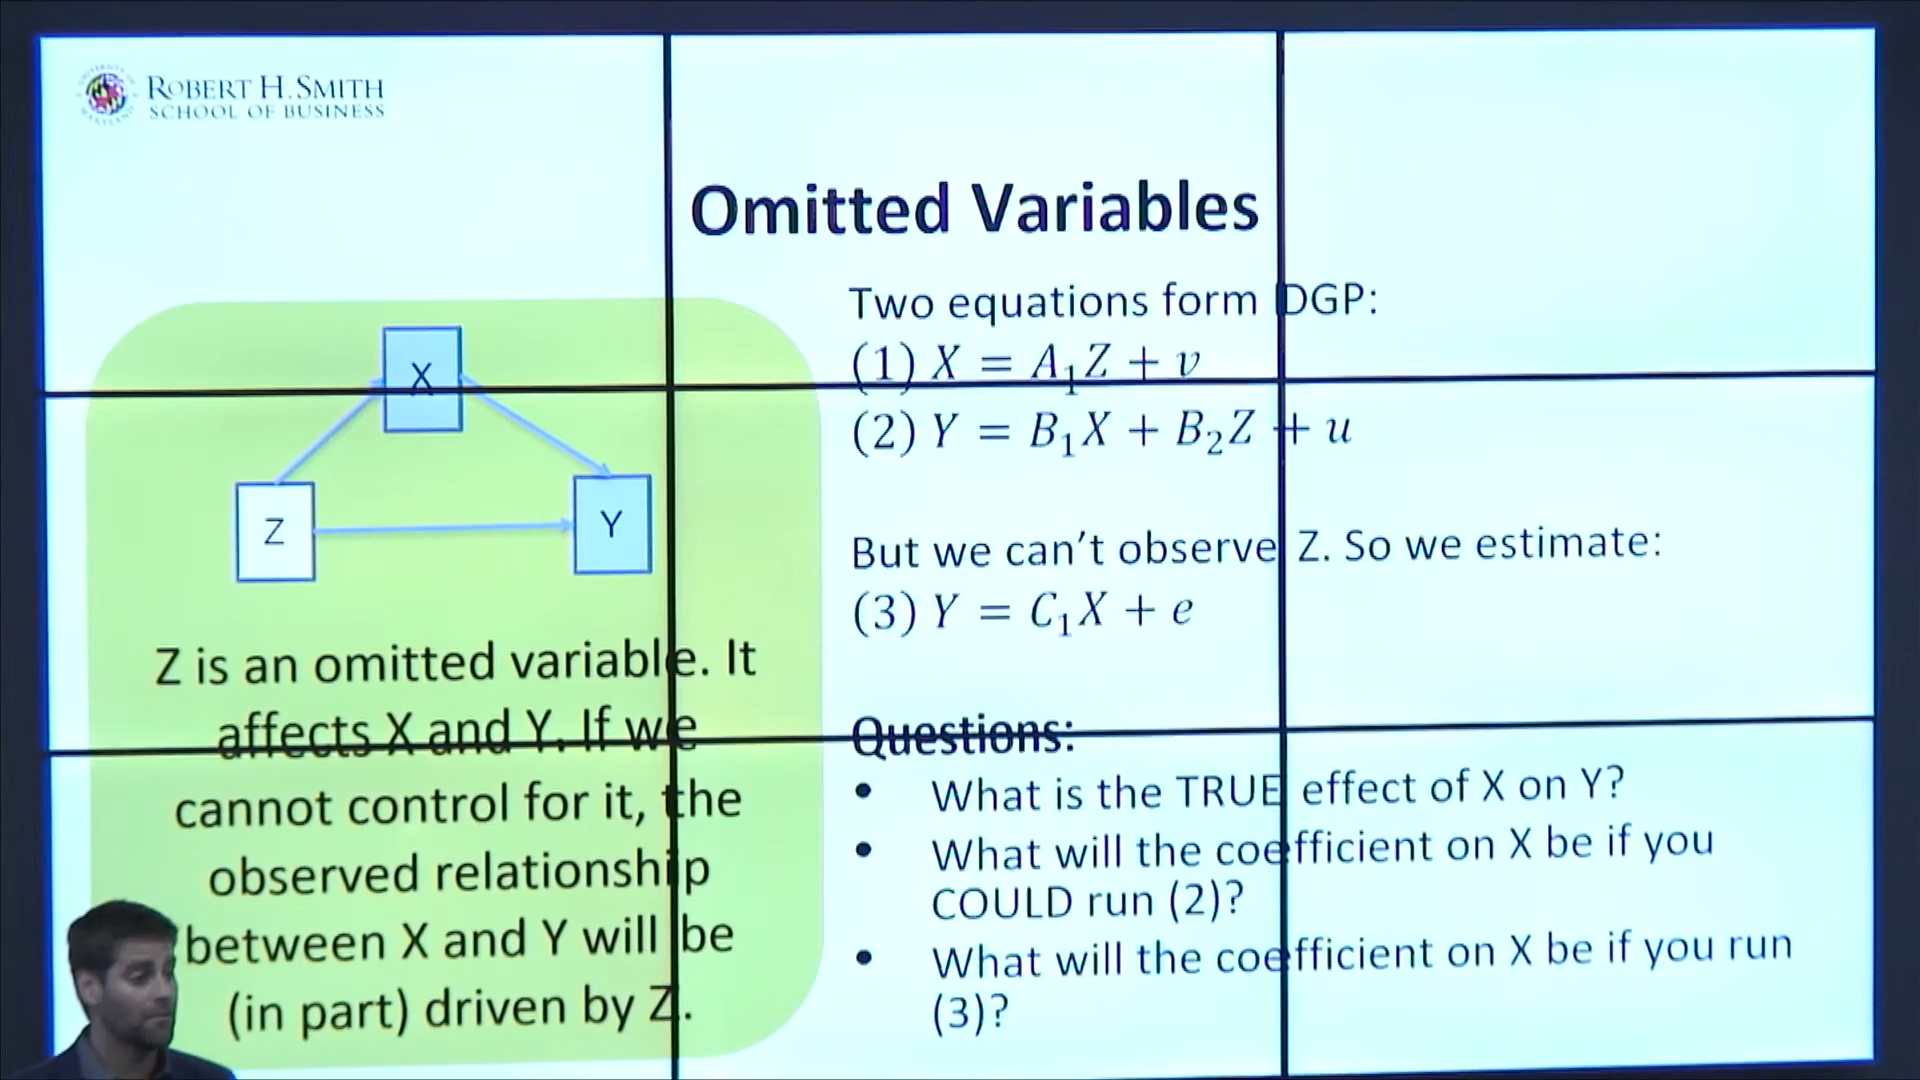 UNIVERSITY OF MARYLAND
ROBERT H. SMITH
SCHOOL OF BUSINESS
Omitted Variables
X
Z
Y
Z is an omitted variable. It
affects X and Y. If we
cannot control for it, the
observed relationship
between X and Y will be
(in part) driven by Z.
Two equations form DGP:
(1) X = A₁Z + v
(2) Y = B₁X + B₂Z + u
But we can't observe Z. So we estimate:
(3) Y = C₁X + e
Questions:
• What is the TRUE effect of X on Y?
• What will the coefficient on X be if you
COULD run (2)?
• What will the coefficient on X be if you run
(3)?